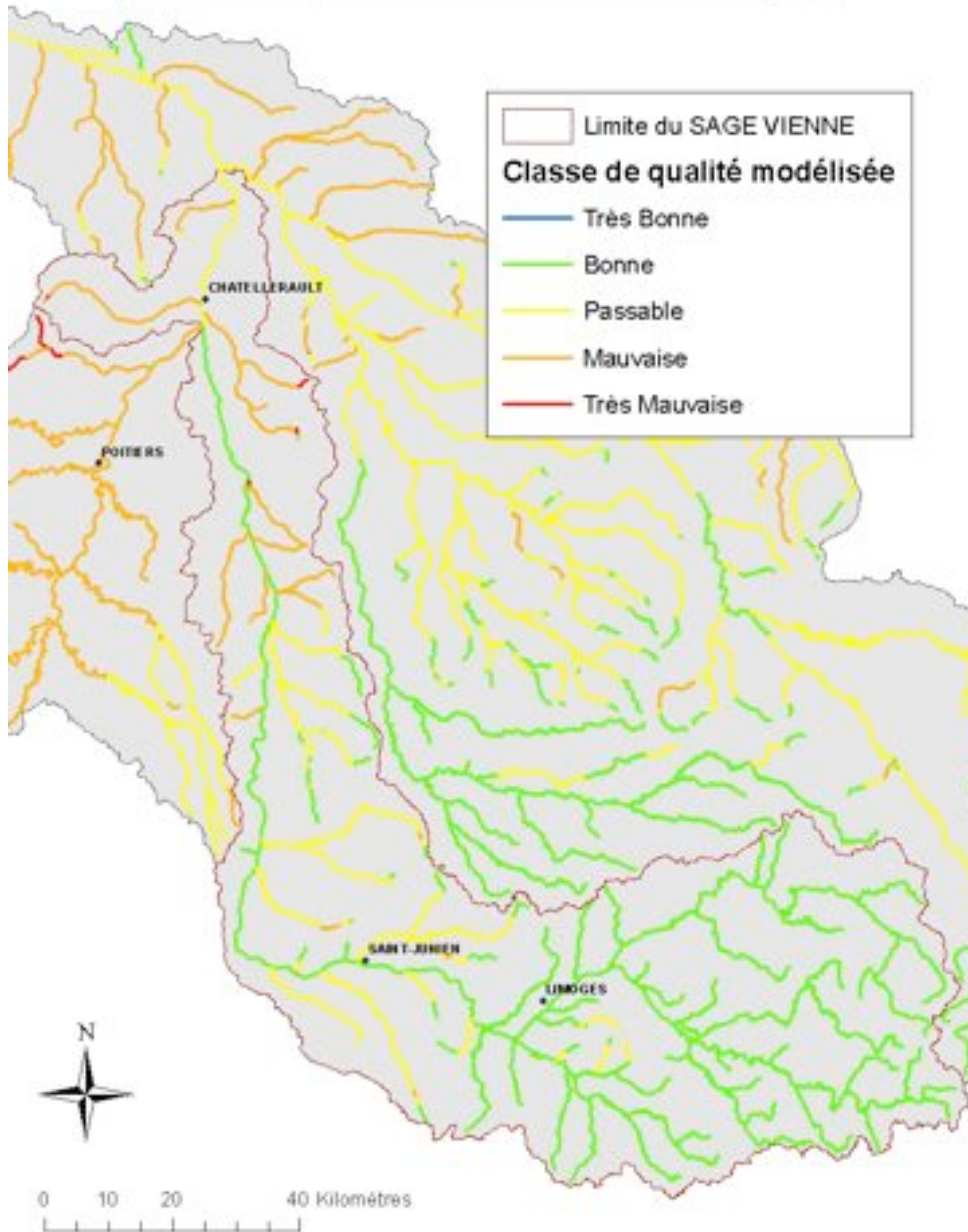 Limite du SAGE VIENNE
Classe de qualité modélisée
Très Bonne
Bonne
Passable
Mauvaise
Très Mauvaise
CHATELLERAULT
POITIERS
SAINT-JUNIEN
LIMOGES
N
0 10 20 40 Kilomètres